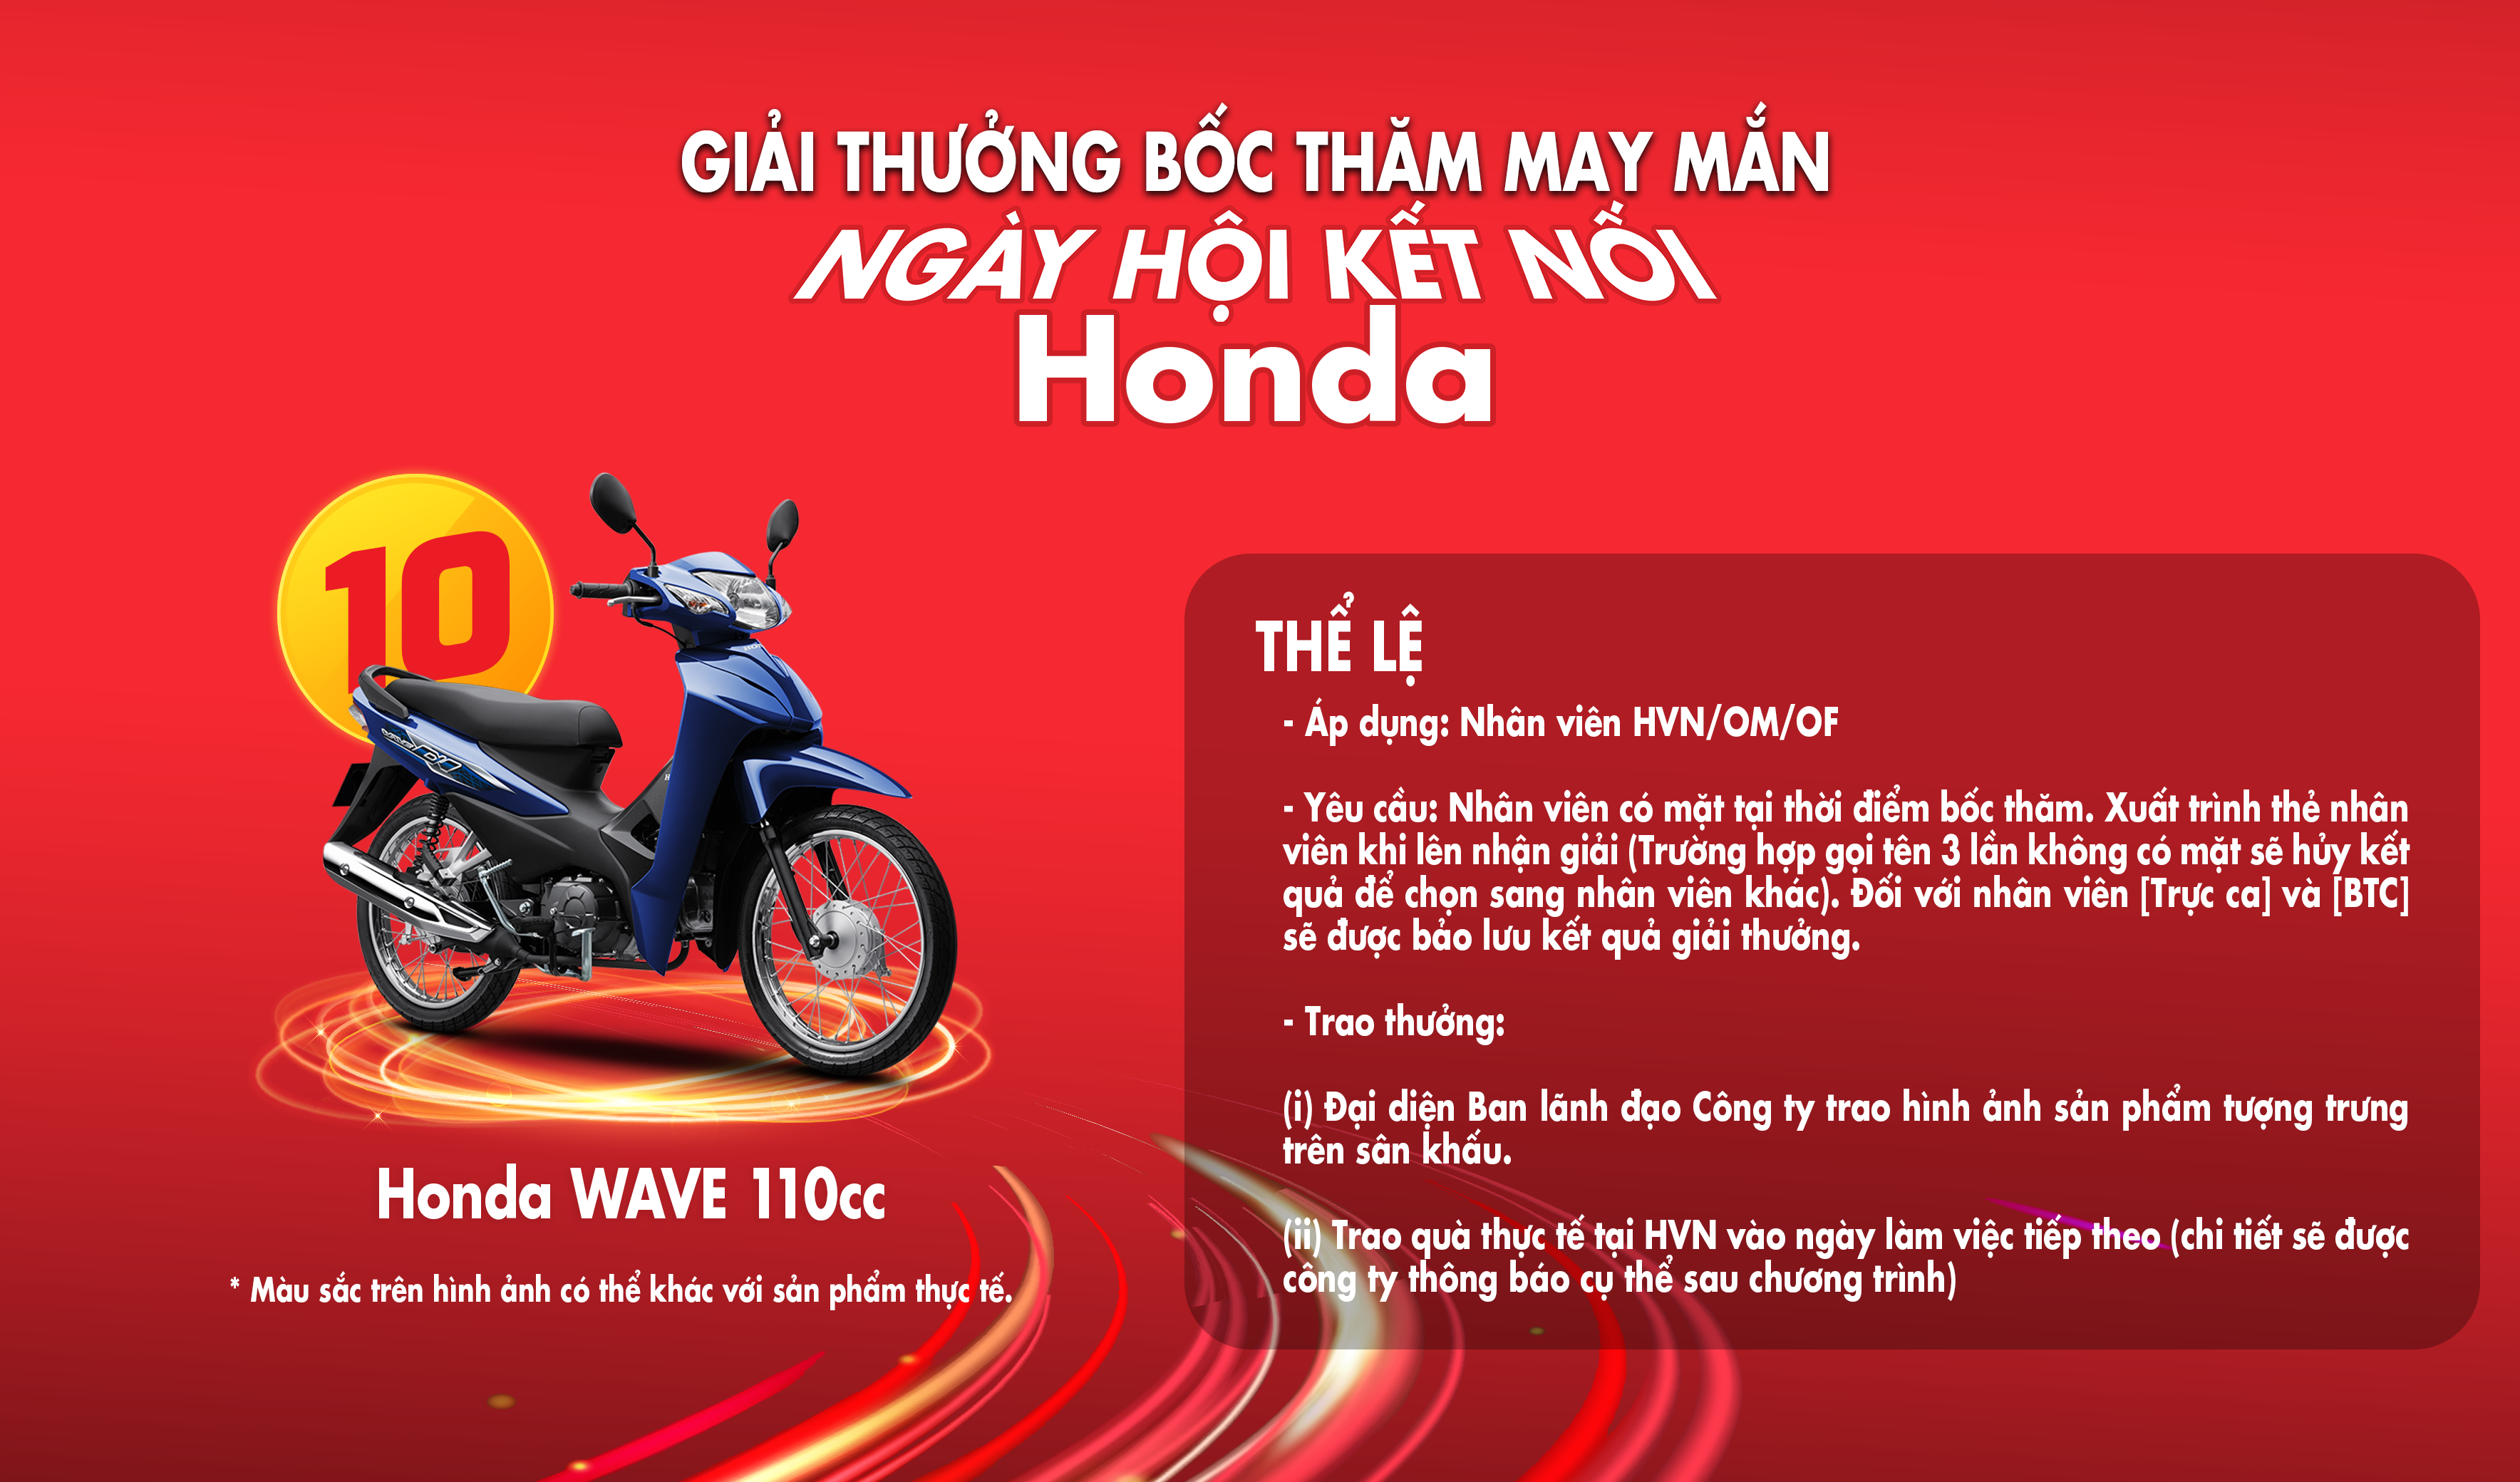 GIẢI THƯỞNG BỐC THĂM MAY MẮN
NGÀY HỘI KẾT NỐI
Honda
10
THỂ LỆ
- Áp dụng: Nhân viên HVN/OM/OF
- Yêu cầu: Nhân viên có mặt tại thời điểm bốc thăm. Xuất trình thẻ nhân
viên khi lên nhận giải (Trường hợp gọi tên 3 lần không có mặt sẽ hủy kết
quả để chọn sang nhân viên khác). Đối với nhân viên [Trực ca] và [BTC]
sẽ được bảo lưu kết quả giải thưởng.
- Trao thưởng:
(i) Đại diện Ban lãnh đạo Công ty trao hình ảnh sản phẩm tượng trưng
trên sân khấu.
(ii) Trao quà thực tế tại HVN vào ngày làm việc tiếp theo (chi tiết sẽ được
công ty thông báo cụ thể sau chương trình)
Honda WAVE 110cc
* Màu sắc trên hình ảnh có thể khác với sản phẩm thực tế.